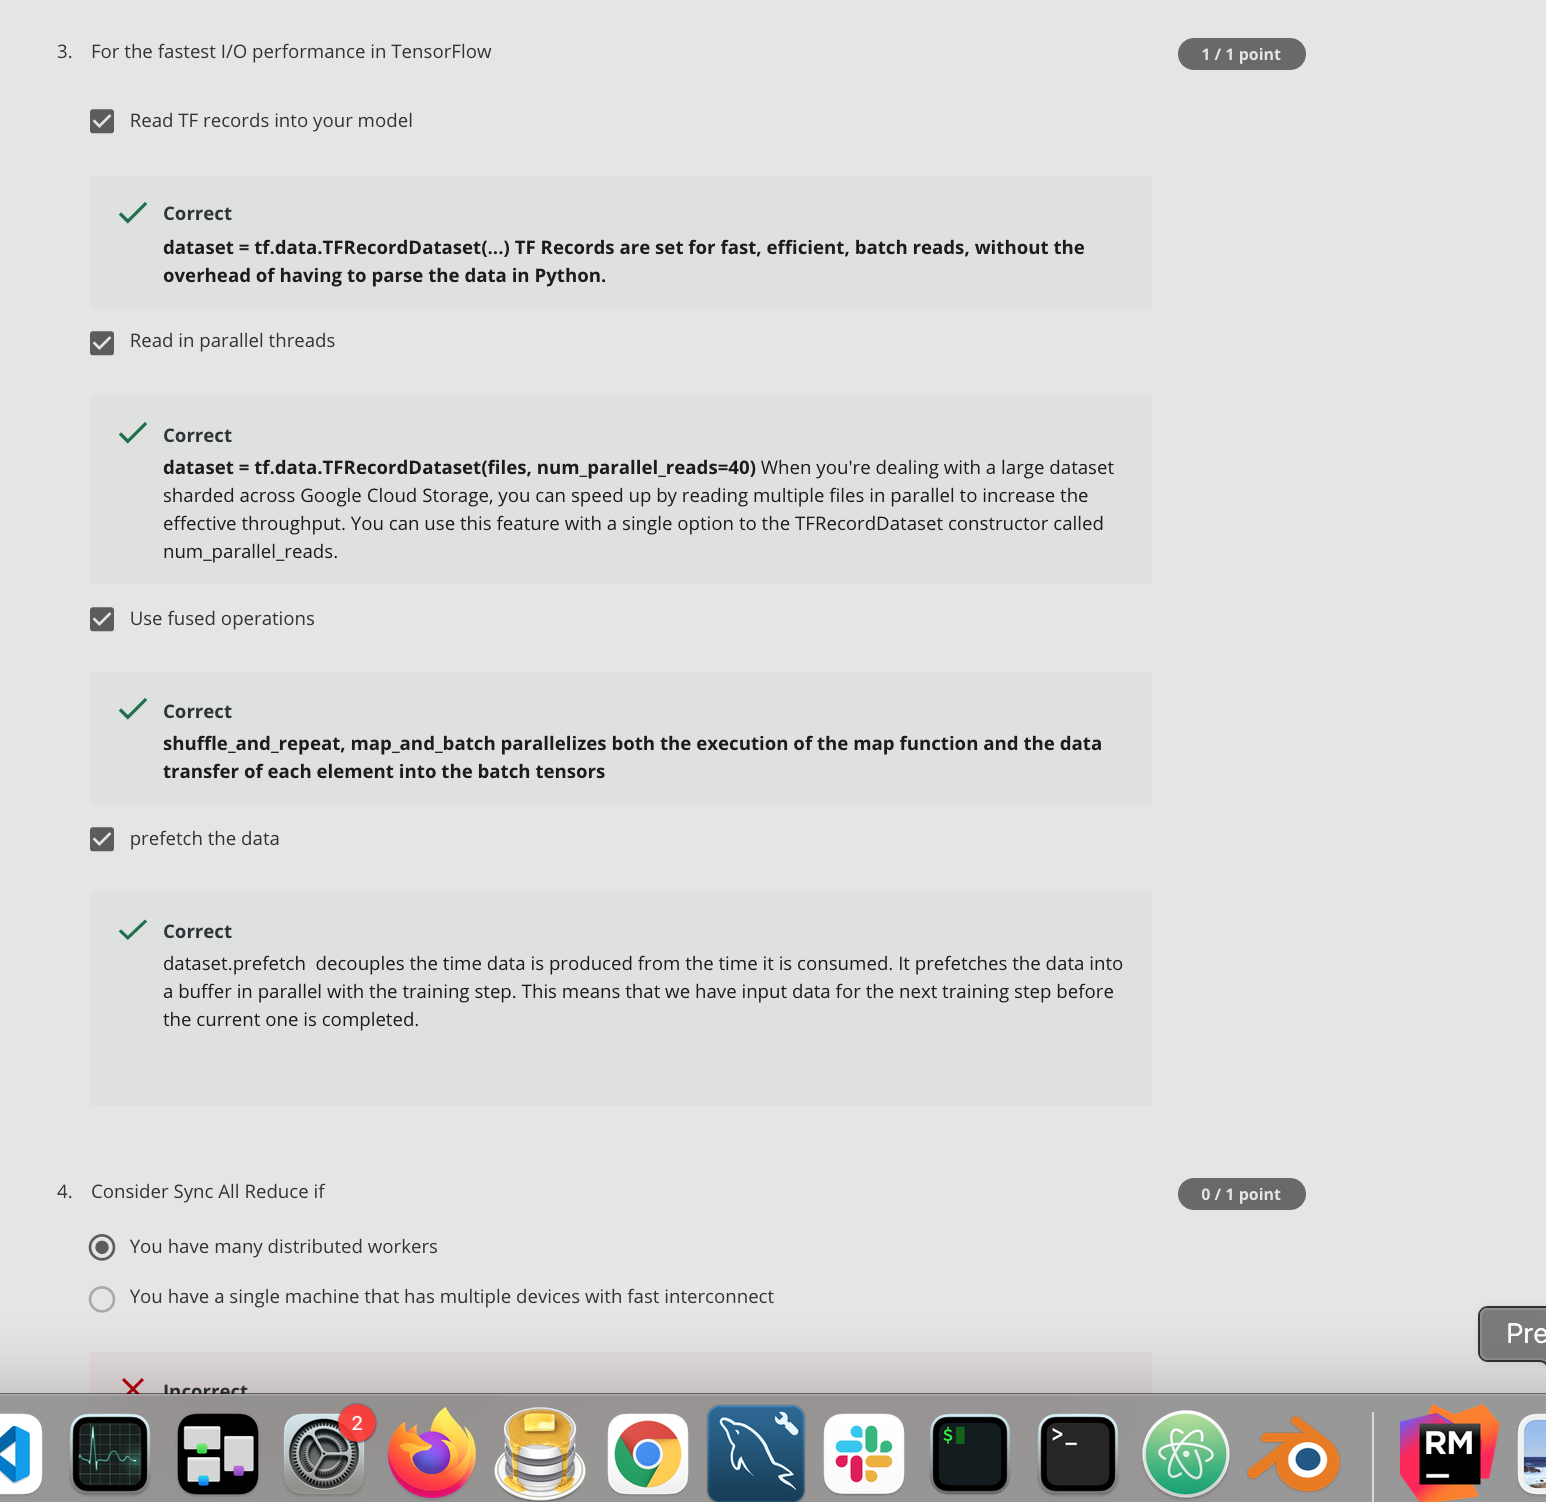 3. For the fastest I/O performance in TensorFlow
1 / 1 point
Read TF records into your model
Correct
dataset = tf.data.TFRecordDataset(...) TF Records are set for fast, efficient, batch reads, without the
overhead of having to parse the data in Python.
Read in parallel threads
Correct
dataset = tf.data.TFRecordDataset(files, num_parallel_reads=40) When you're dealing with a large dataset
sharded across Google Cloud Storage, you can speed up by reading multiple files in parallel to increase the
effective throughput. You can use this feature with a single option to the TFRecordDataset constructor called
num_parallel_reads.
Use fused operations
Correct
shuffle_and_repeat, map_and_batch parallelizes both the execution of the map function and the data
transfer of each element into the batch tensors
prefetch the data
Correct
dataset.prefetch  decouples the time data is produced from the time it is consumed. It prefetches the data into
a buffer in parallel with the training step. This means that we have input data for the next training step before
the current one is completed.
4. Consider Sync All Reduce if
0 / 1 point
You have many distributed workers
You have a single machine that has multiple devices with fast interconnect
Pre
Incorrect
2
$
>_
RM